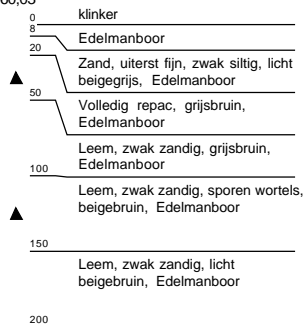 0
klinker
8
Edelmanboor
20
Zand, uiterst fijn, zwak siltig, licht
beigegrijs, Edelmanboor
50
Volledig repac, grijsbruin,
Edelmanboor
Leem, zwak zandig, grijsbruin,
Edelmanboor
100
Leem, zwak zandig, sporen wortels,
beigebruin, Edelmanboor
150
Leem, zwak zandig, licht
beigebruin, Edelmanboor
200